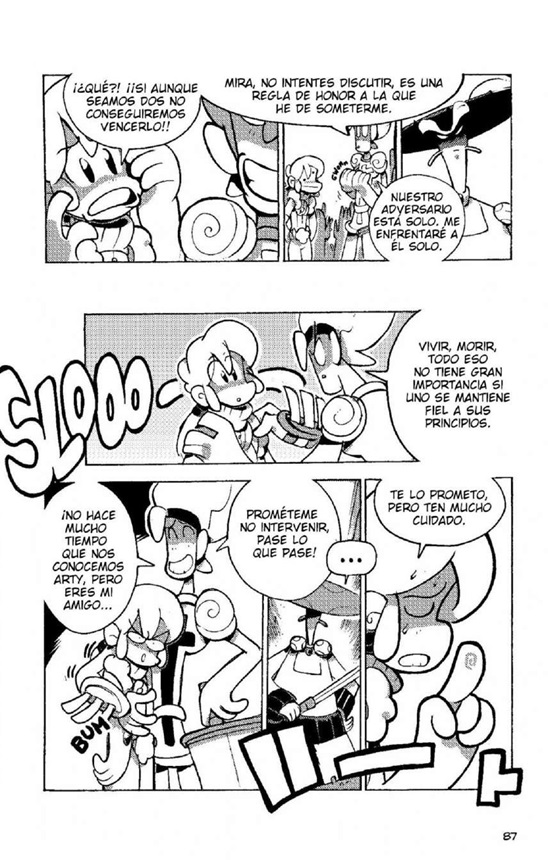 ¡¿QUÉ?! ¡¡SI AUNQUE
SEAMOS DOS NO
CONSEGUIREMOS
VENCERLO!!
MIRA, NO INTENTES DISCUTIR, ES UNA
REGLA DE HONOR A LA QUE
HE DE SOMETERME.
NUESTRO
ADVERSARIO
ESTÁ SOLO. ME
ENFRENTARÉ A
ÉL SOLO.
SLOOO
VIVIR, MORIR,
TODO ESO
NO TIENE GRAN
IMPORTANCIA SI
UNO SE MANTIENE
FIEL A SUS
PRINCIPIOS.
¡NO HACE
MUCHO
TIEMPO
QUE NOS
CONOCEMOS
ARTY, PERO
ERES MI
AMIGO...
PROMÉTEME
NO INTERVENIR,
PASE LO
QUE PASE!
...
TE LO PROMETO,
PERO TEN MUCHO
CUIDADO.
BUM
87